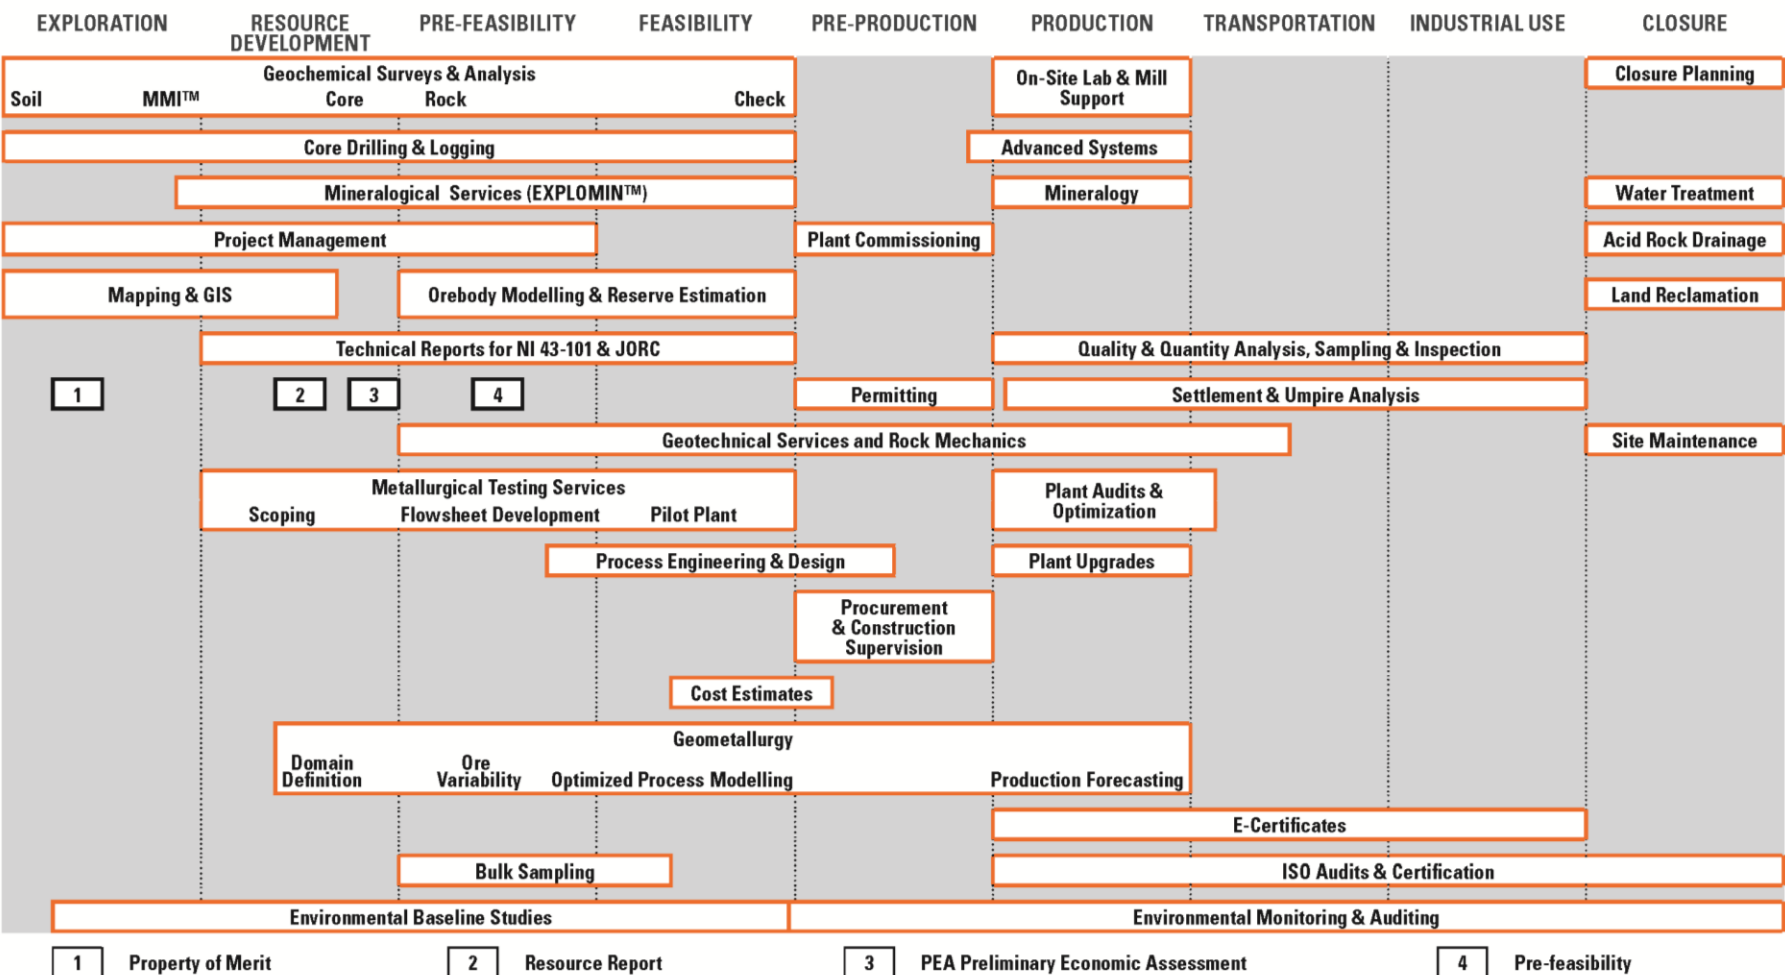 EXPLORATION
RESOURCE
DEVELOPMENT
PRE-FEASIBILITY
FEASIBILITY
PRE-PRODUCTION
PRODUCTION
TRANSPORTATION
INDUSTRIAL USE
CLOSURE
Geochemical Surveys & Analysis
Soil MMI™ Core Rock Check
On-Site Lab & Mill
Support
Closure Planning
Core Drilling & Logging
Advanced Systems
Mineralogical Services (EXPLOMIN™)
Mineralogy
Water Treatment
Project Management
Plant Commissioning
Acid Rock Drainage
Mapping & GIS
Orebody Modelling & Reserve Estimation
Land Reclamation
Technical Reports for NI 43-101 & JORC
Quality & Quantity Analysis, Sampling & Inspection
1
2
3
4
Permitting
Settlement & Umpire Analysis
Geotechnical Services and Rock Mechanics
Site Maintenance
Metallurgical Testing Services
Scoping Flowsheet Development Pilot Plant
Plant Audits &
Optimization
Process Engineering & Design
Plant Upgrades
Procurement
& Construction
Supervision
Cost Estimates
Geometallurgy
Domain
Definition
Ore
Variability
Optimized Process Modelling
Production Forecasting
E-Certificates
Bulk Sampling
ISO Audits & Certification
Environmental Baseline Studies
Environmental Monitoring & Auditing
1 Property of Merit
2 Resource Report
3 PEA Preliminary Economic Assessment
4 Pre-feasibility